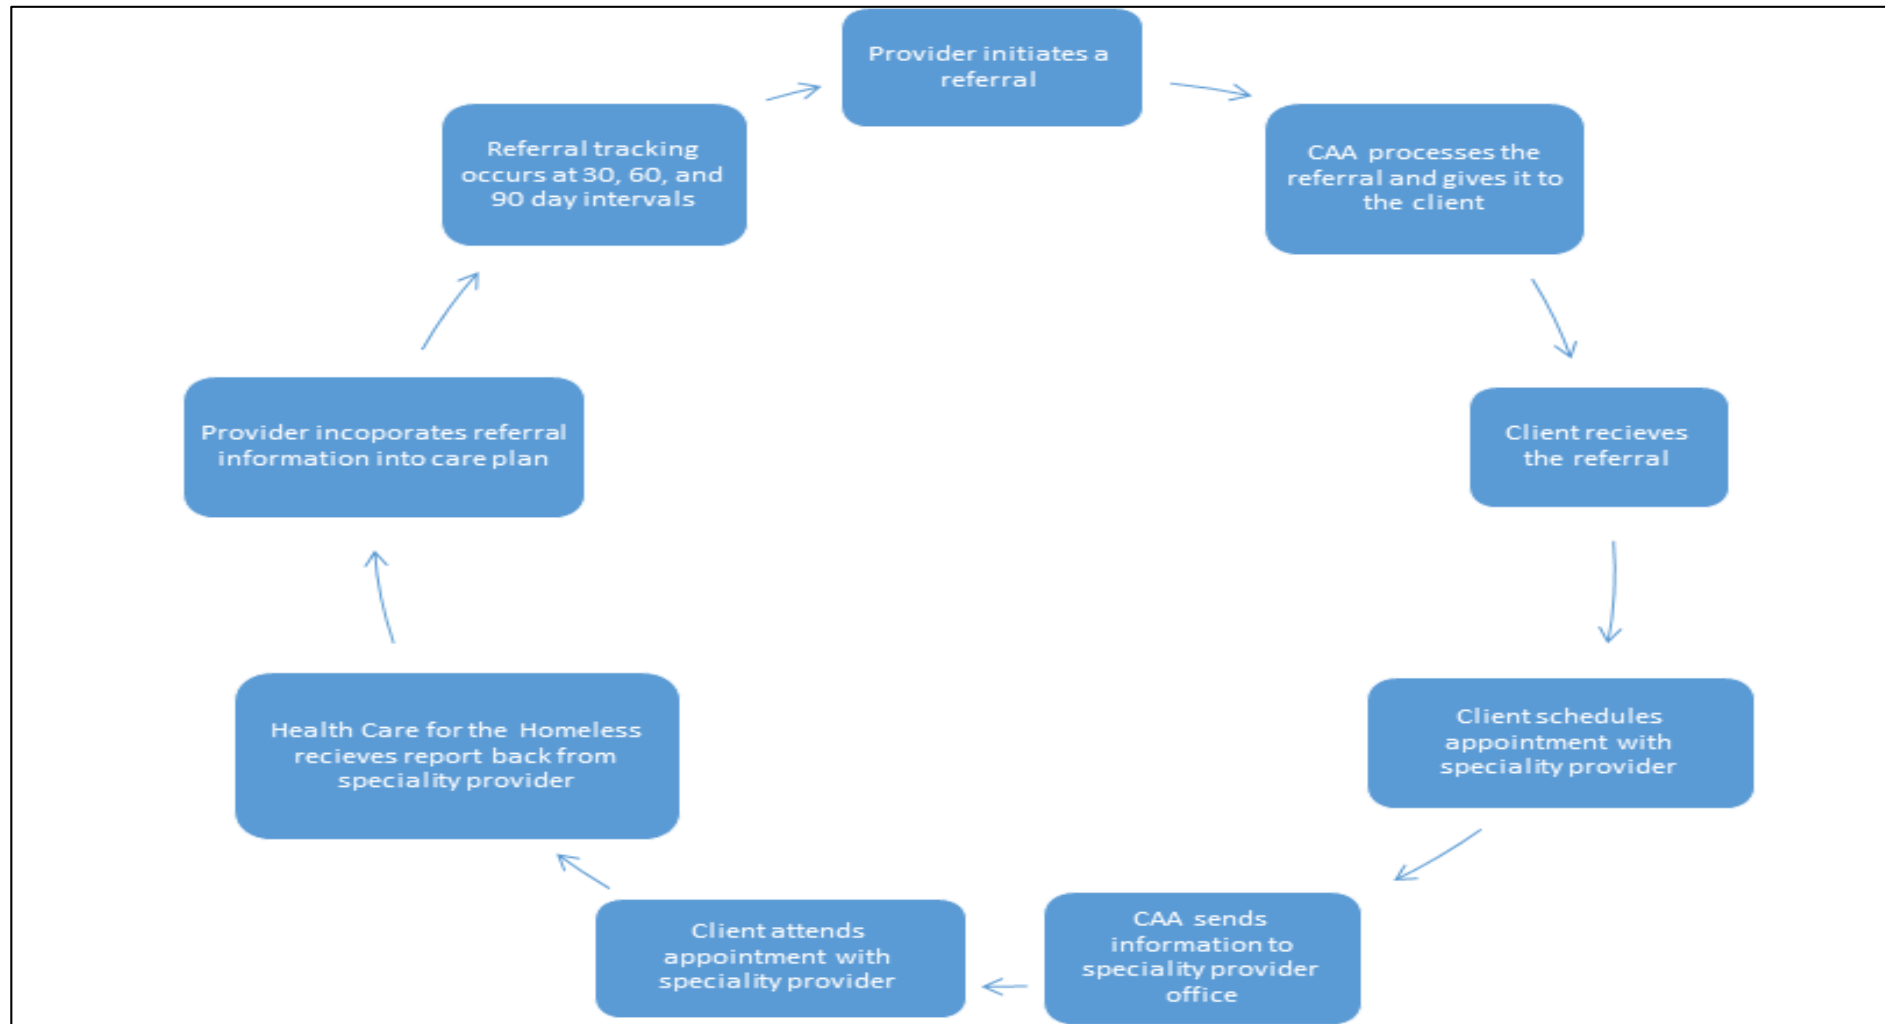 Provider initiates a
referral
CAA processes the
referral and gives it to
the client
Client recieves
the referral
Client schedules
appointment with
speciality provider
CAA sends
information to
speciality provider
office
Client attends
appointment with
speciality provider
Health Care for the Homeless
recieves report back from
speciality provider
Provider incoporates referral
information into care plan
Referral tracking
occurs at 30, 60, and
90 day intervals